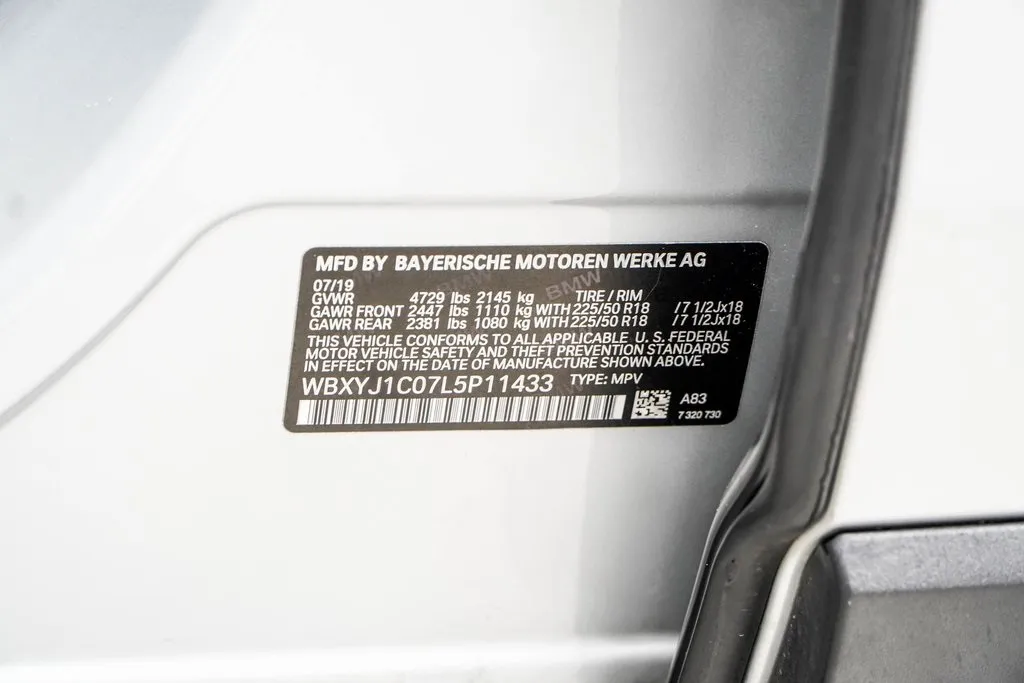 MFD BY BAYERISCHE MOTOREN WERKE AG
07/19
GVWR 4729 lbs 2145 kg TIRE / RIM
GAWR FRONT 2447 lbs 1110 kg WITH 225/50 R18 /7 1/2Jx18
GAWR REAR 2381 lbs 1080 kg WITH 225/50 R18 /7 1/2Jx18
THIS VEHICLE CONFORMS TO ALL APPLICABLE U. S. FEDERAL
MOTOR VEHICLE SAFETY AND THEFT PREVENTION STANDARDS
IN EFFECT ON THE DATE OF MANUFACTURE SHOWN ABOVE.
WBXYJ1C07L5P11433 TYPE: MPV
A83
7 320 730
BMW
BMW